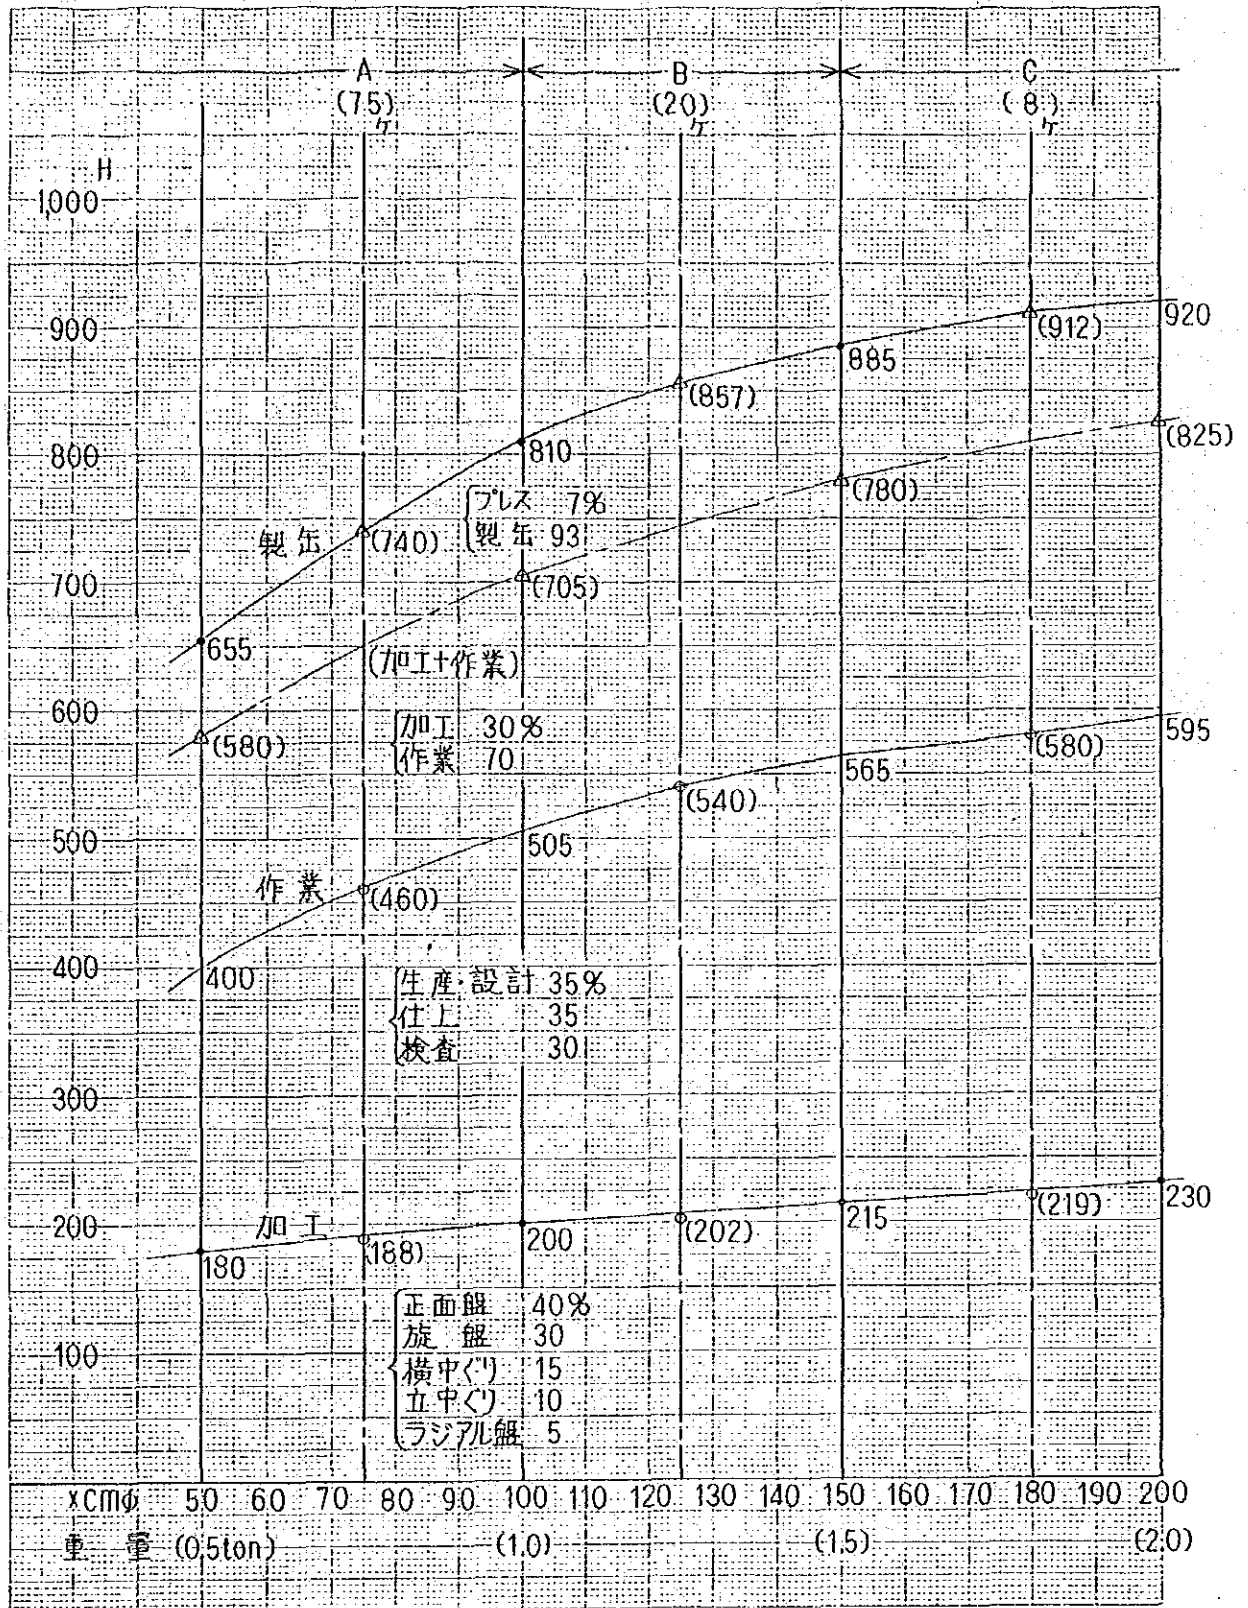 A B C
(75)ヶ (20)ヶ (8)ヶ
H
1,000
900
(912)
920
885
(857)
800
810
(825)
(780)
プレス 7%
製缶 93
製缶
(740)
700
(705)
655
(加工+作業)
600
(580)
加工 30%
作業 70
595
(580)
565
(540)
500
505
作業
(460)
400
400
生産・設計 35%
仕上 35
検査 30
300
200
加工
180
(188)
200
(202)
215
(219)
230
正面盤 40%
旋盤 30
100
横中ぐり 15
立中ぐり 10
ラジアル盤 5
xcmφ 50 60 70 80 90 100 110 120 130 140 150 160 170 180 190 200
重量 (0.5ton) (1.0) (1.5) (2.0)